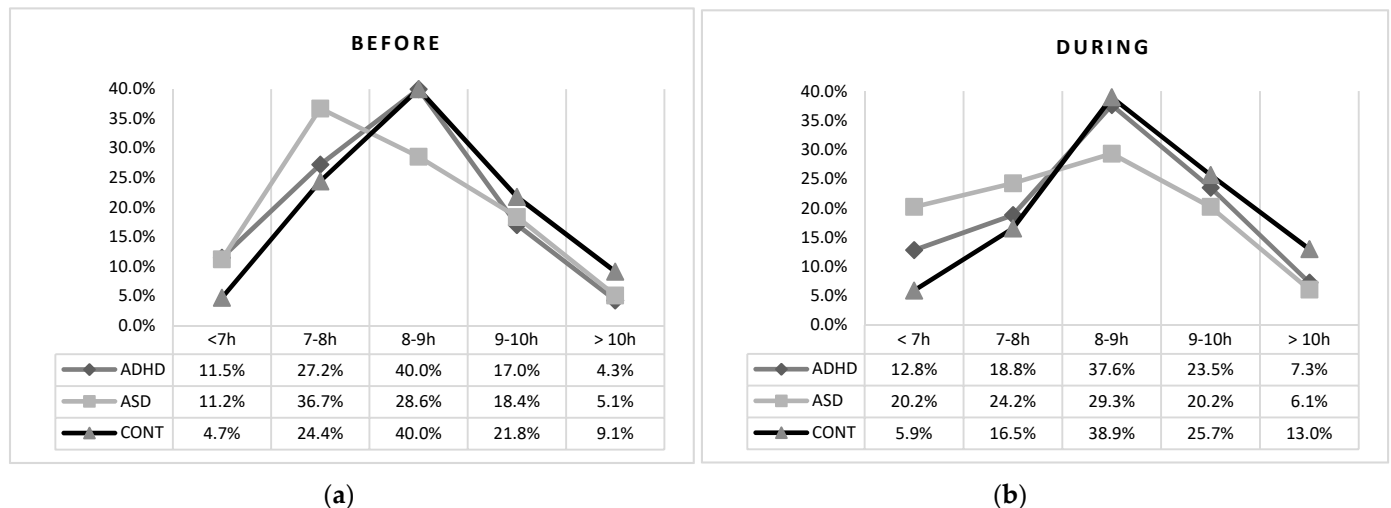 BEFORE
40.0%
35.0%
30.0%
25.0%
20.0%
15.0%
10.0%
5.0%
0.0%
<7h 7-8h 8-9h 9-10h > 10h
ADHD 11.5% 27.2% 40.0% 17.0% 4.3%
ASD 11.2% 36.7% 28.6% 18.4% 5.1%
CONT 4.7% 24.4% 40.0% 21.8% 9.1%
(a)
DURING
40.0%
35.0%
30.0%
25.0%
20.0%
15.0%
10.0%
5.0%
0.0%
< 7h 7-8h 8-9h 9-10h > 10h
ADHD 12.8% 18.8% 37.6% 23.5% 7.3%
ASD 20.2% 24.2% 29.3% 20.2% 6.1%
CONT 5.9% 16.5% 38.9% 25.7% 13.0%
(b)